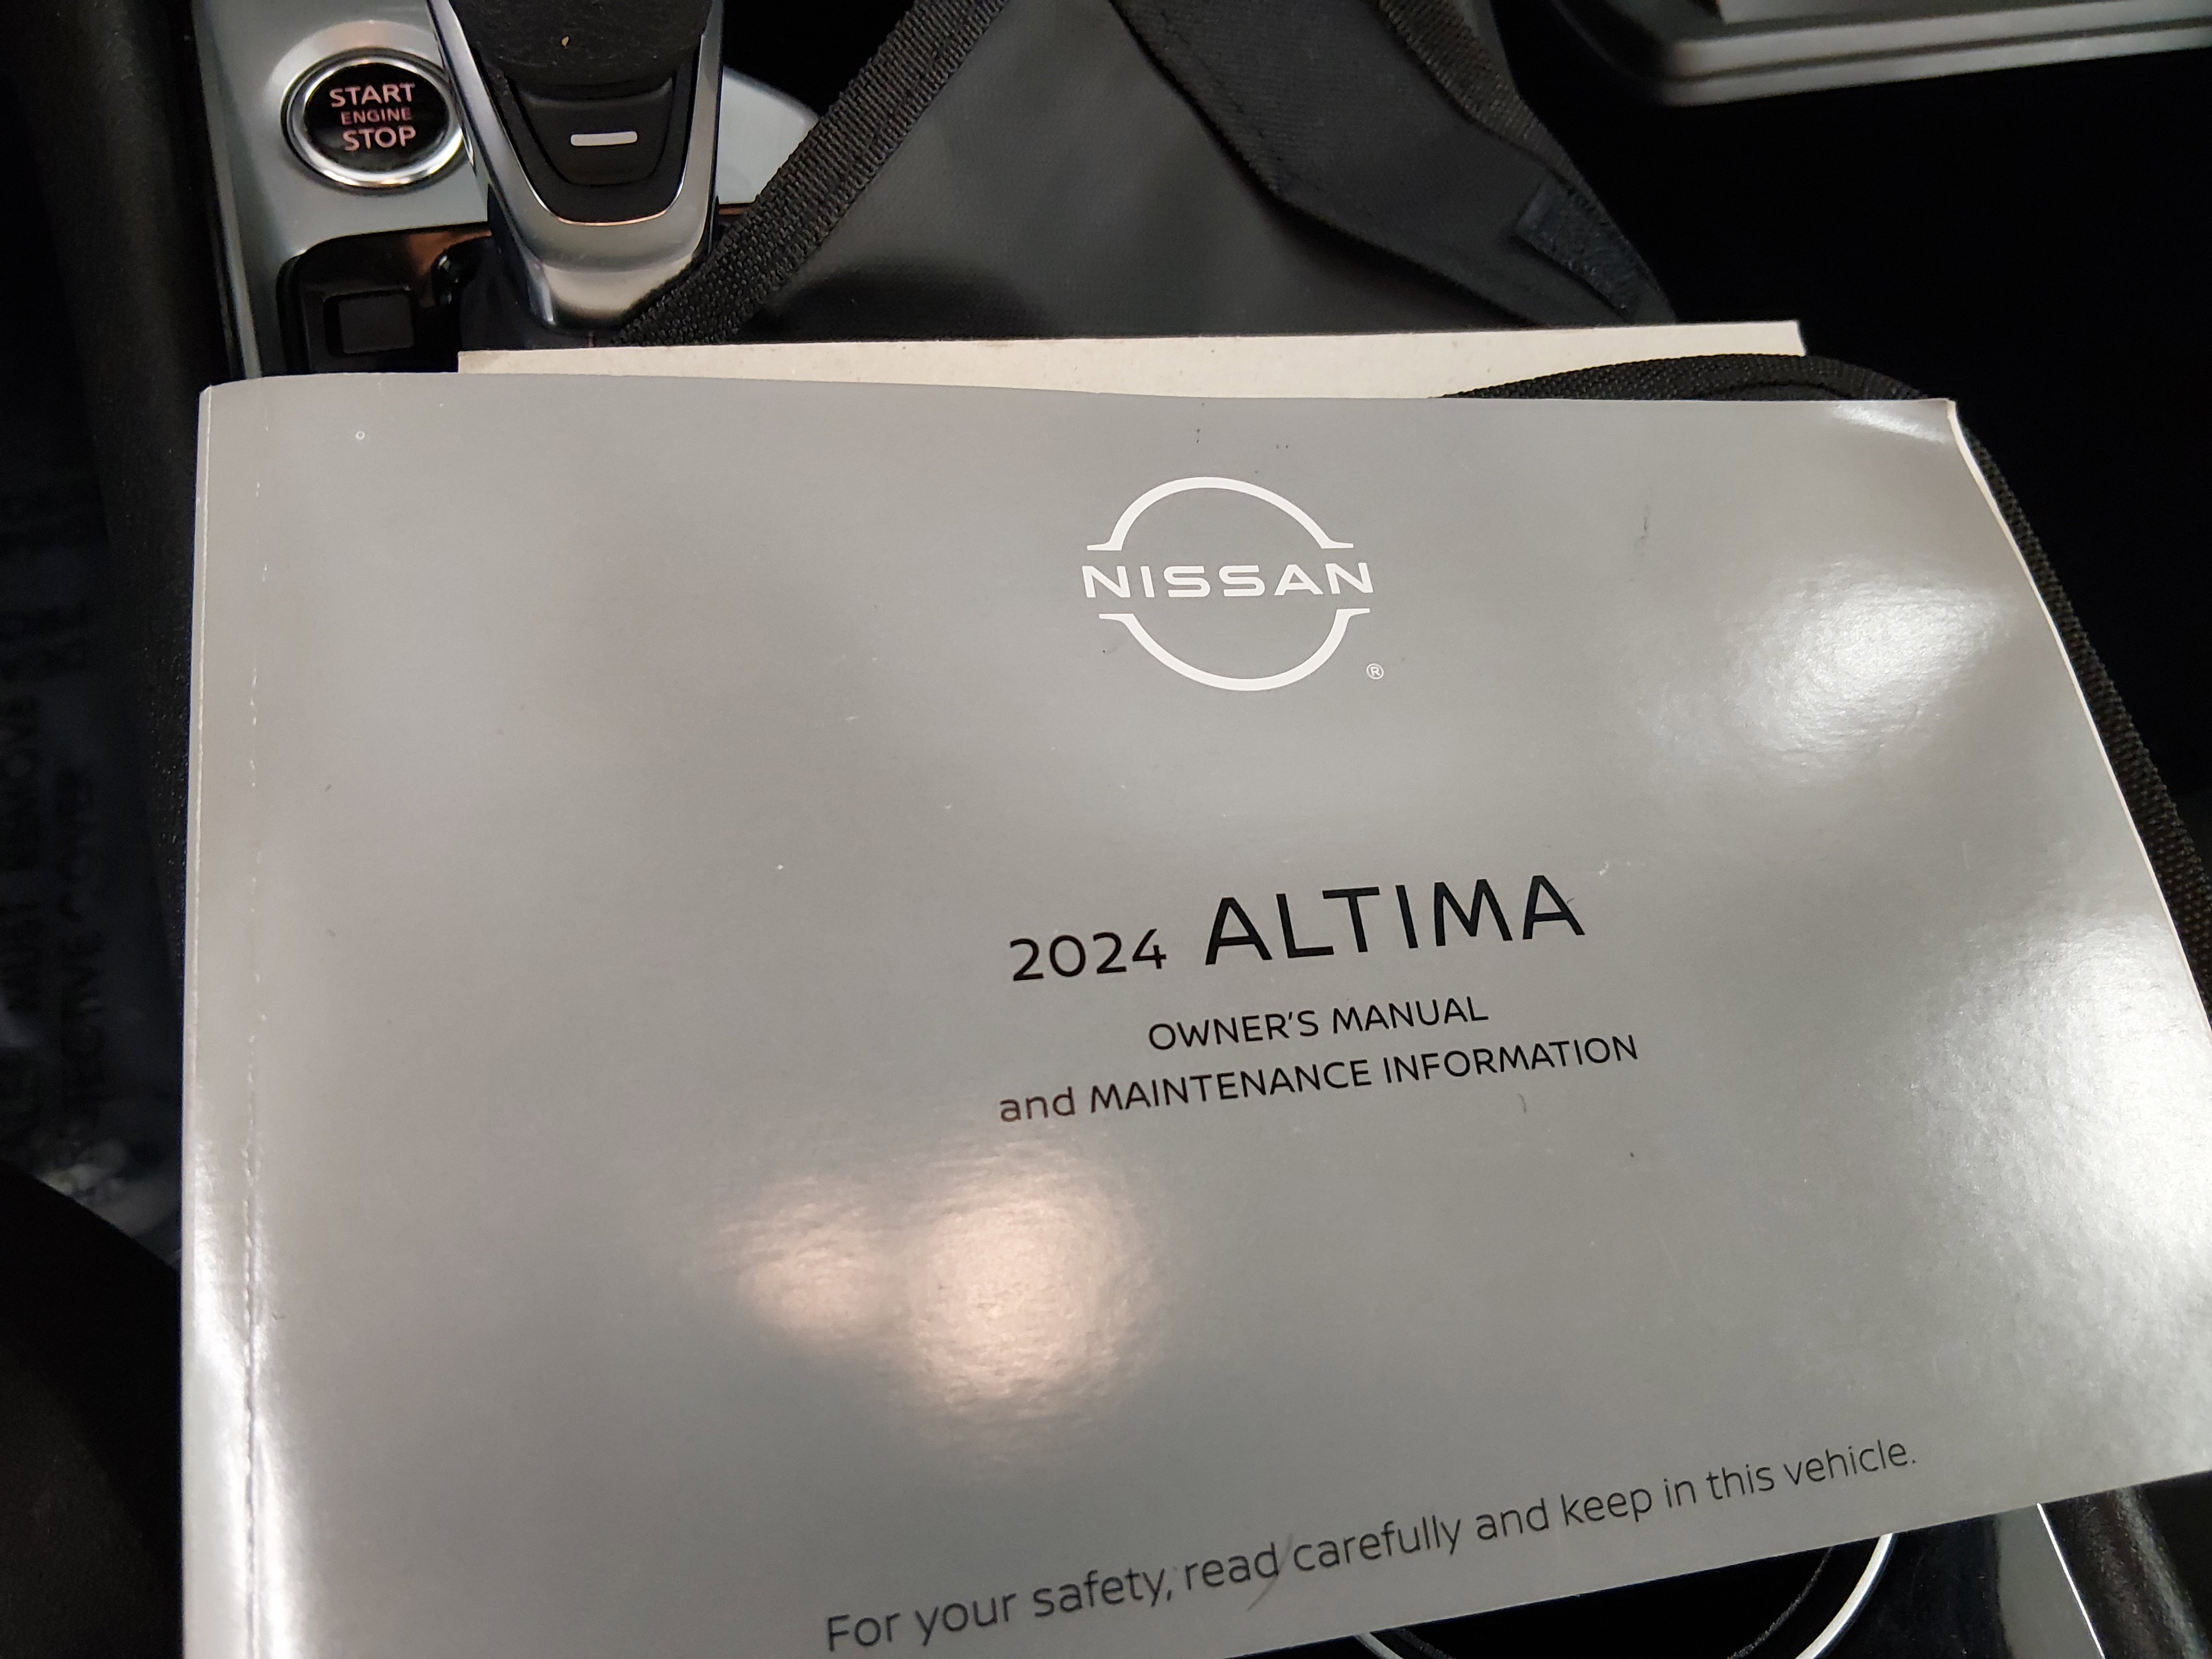 START
ENGINE
STOP
NISSAN
®
2024 ALTIMA
OWNER'S MANUAL
and MAINTENANCE INFORMATION
For your safety, read carefully and keep in this vehicle.